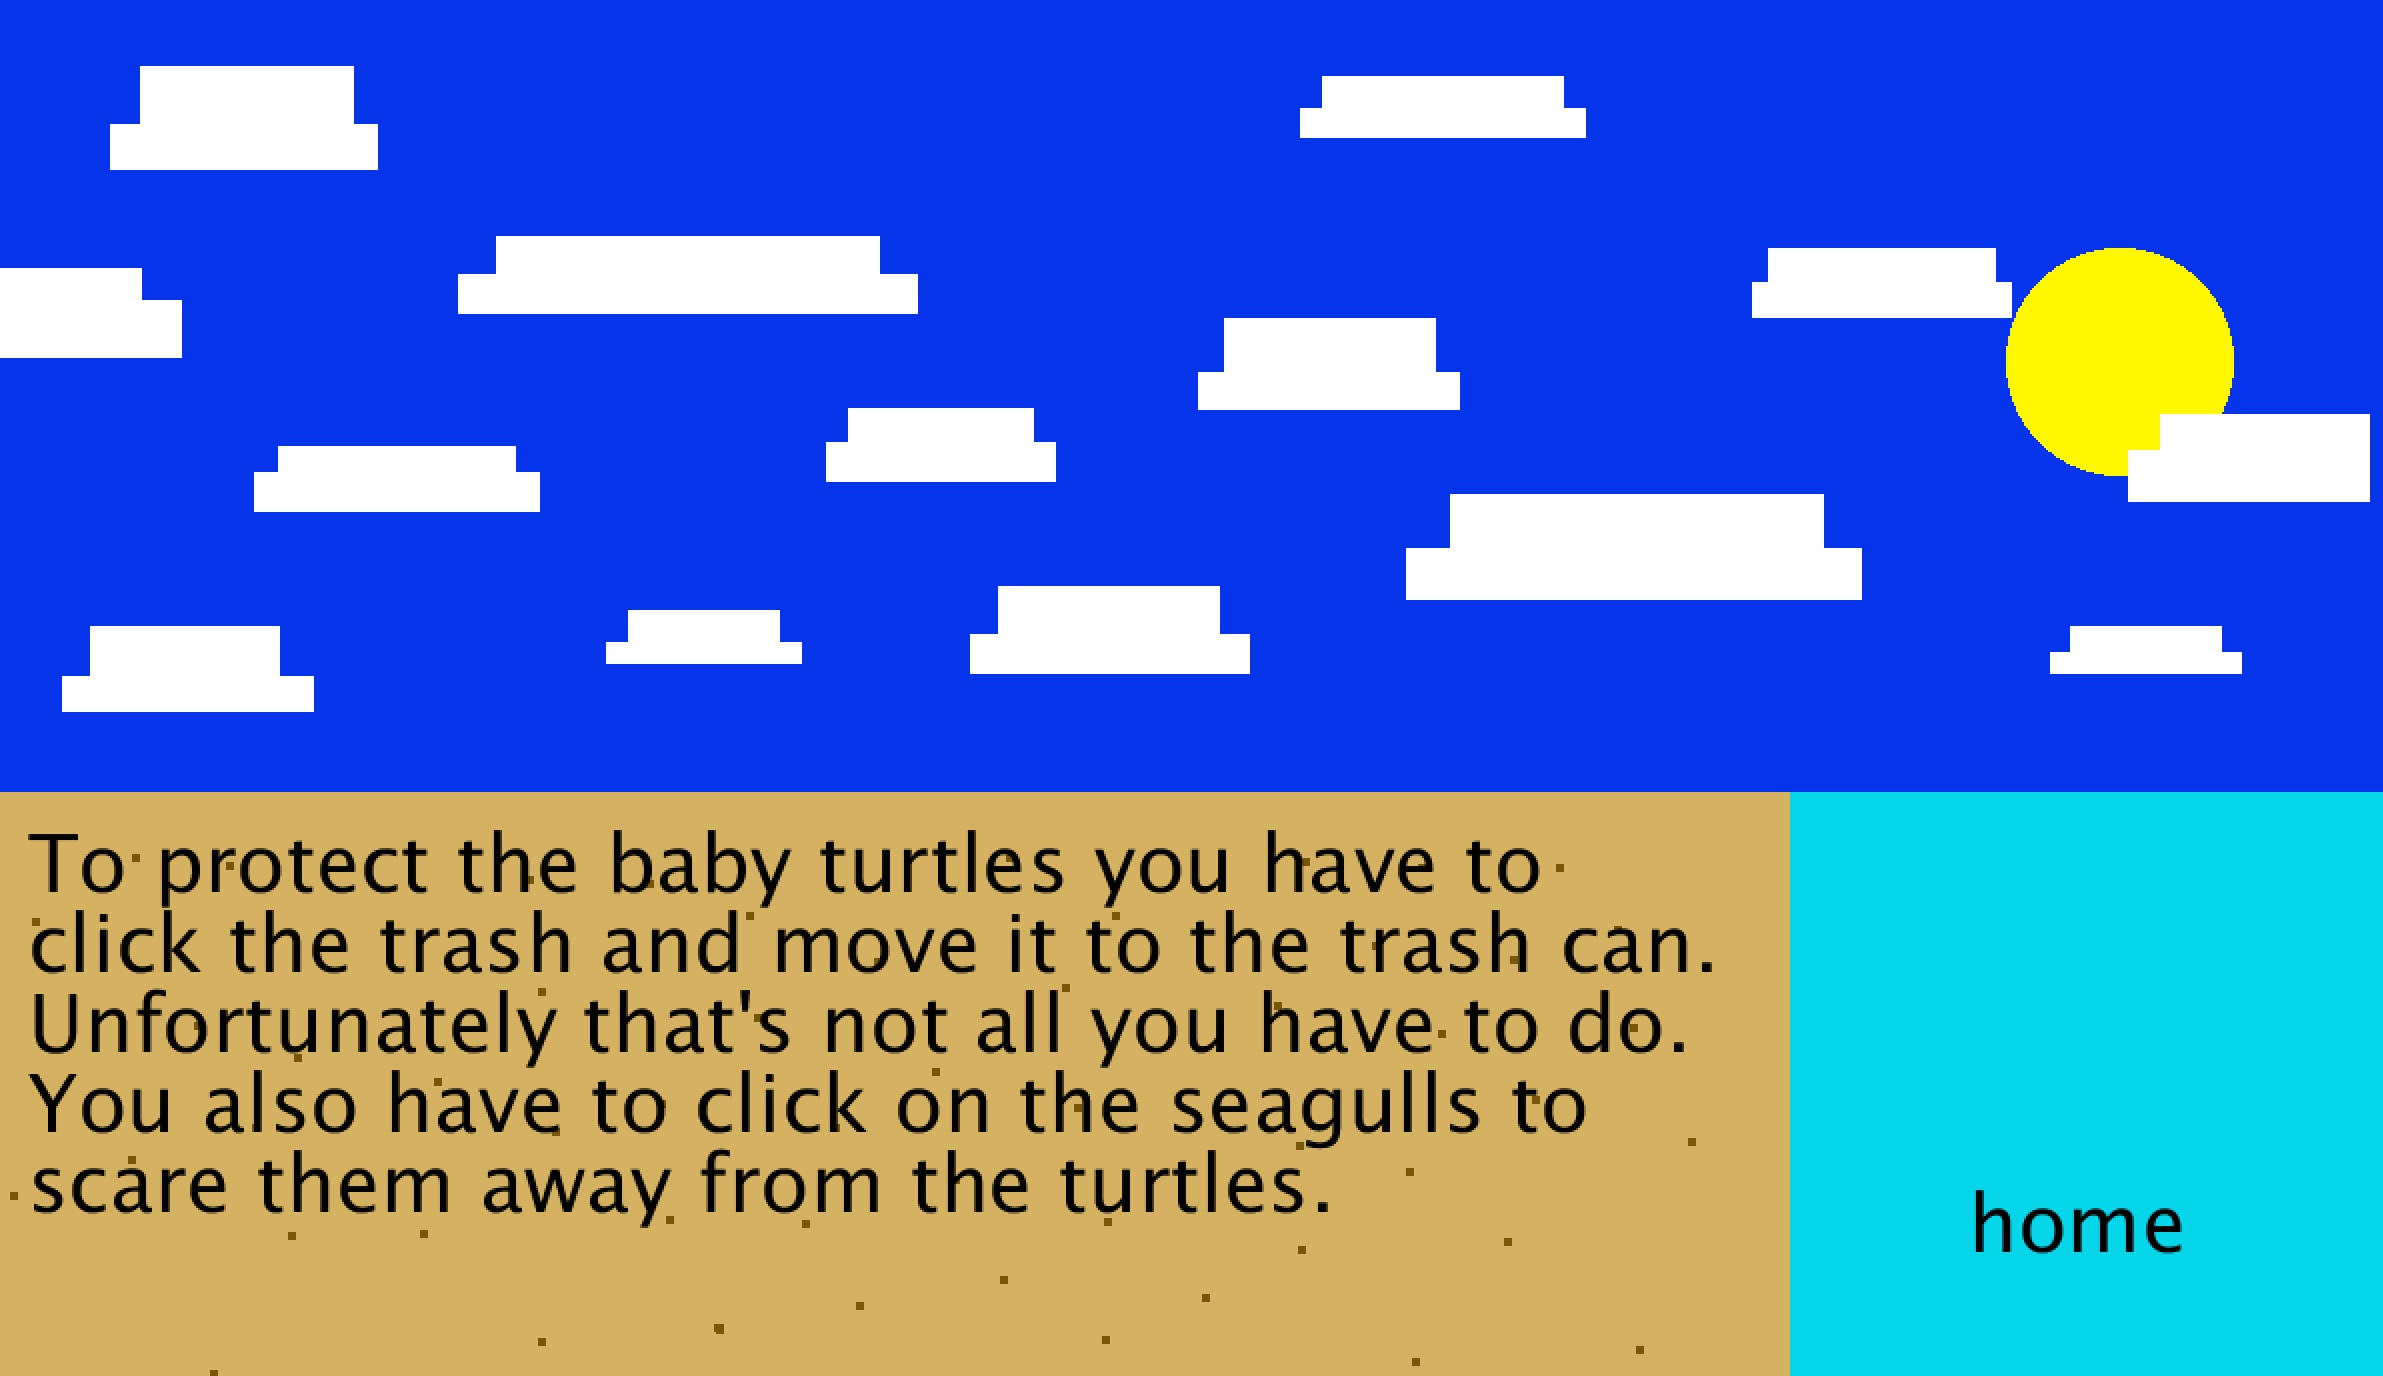 To protect the baby turtles you have to
click the trash and move it to the trash can.
Unfortunately that's not all you have to do.
You also have to click on the seagulls to
scare them away from the turtles.
home